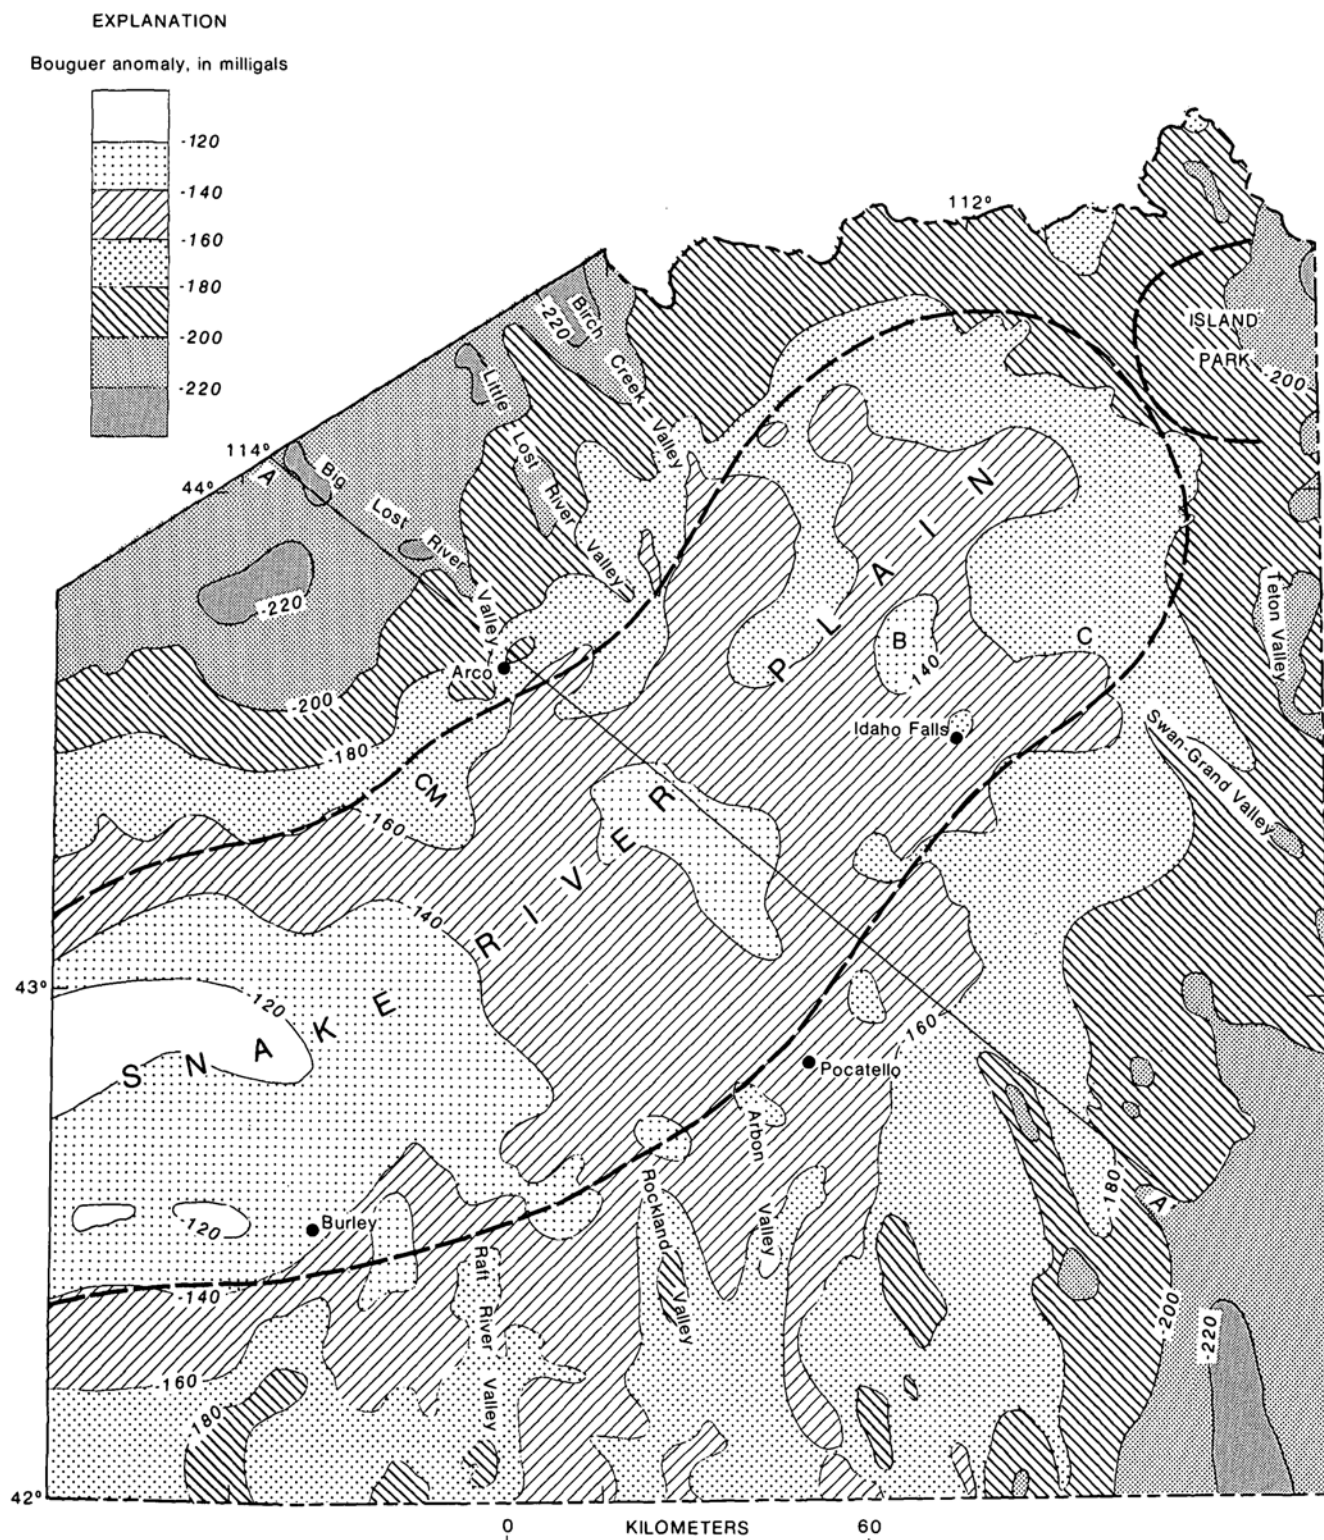 EXPLANATION
Bouguer anomaly, in milligals
-120
-140
-160
-180
-200
-220
112°
114°
44°
43°
42°
A
Big
Lost
River
Valley
Little
Lost
River
Valley
-220
Birch
Creek
Valley
ISLAND
PARK
-200
Teton Valley
Swan-Grand Valley
-220
-200
-180
Arco
CM
-160
B
140
C
Idaho Falls
SNAKE RIVER PLAIN
140
-120
160
Pocatello
Arbon
Valley
Rockland
Valley
Raft
River
Valley
-120
Burley
-140
-160
-180
180
A'
-200
-220
0 KILOMETERS 60